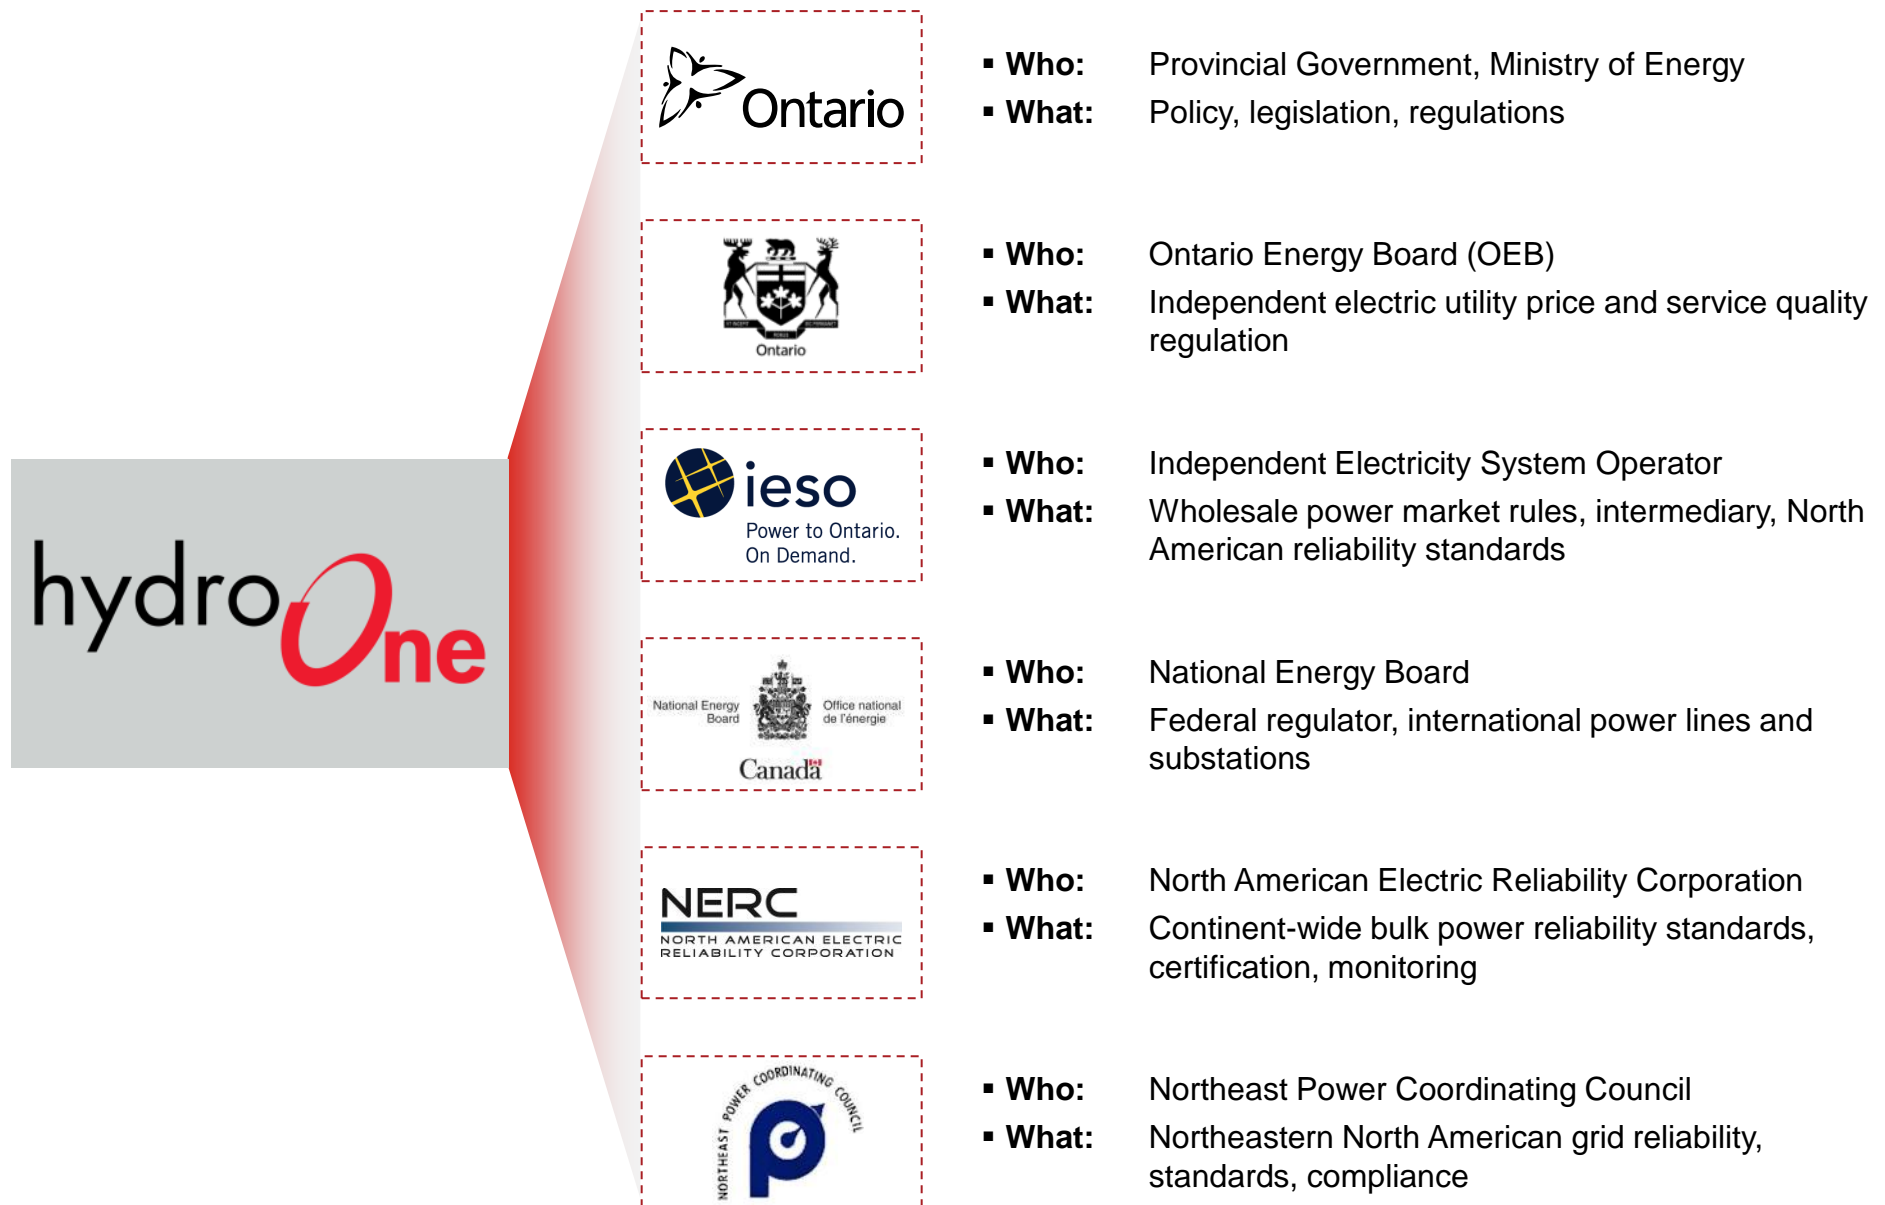 hydroOne
Ontario
▪ Who: Provincial Government, Ministry of Energy
▪ What: Policy, legislation, regulations
Ontario
▪ Who: Ontario Energy Board (OEB)
▪ What: Independent electric utility price and service quality
regulation
ieso
Power to Ontario.
On Demand.
▪ Who: Independent Electricity System Operator
▪ What: Wholesale power market rules, intermediary, North
American reliability standards
National Energy
Board
Office national
de l'énergie
Canada
▪ Who: National Energy Board
▪ What: Federal regulator, international power lines and
substations
NERC
NORTH AMERICAN ELECTRIC
RELIABILITY CORPORATION
▪ Who: North American Electric Reliability Corporation
▪ What: Continent-wide bulk power reliability standards,
certification, monitoring
NORTHEAST POWER COORDINATING COUNCIL
▪ Who: Northeast Power Coordinating Council
▪ What: Northeastern North American grid reliability,
standards, compliance